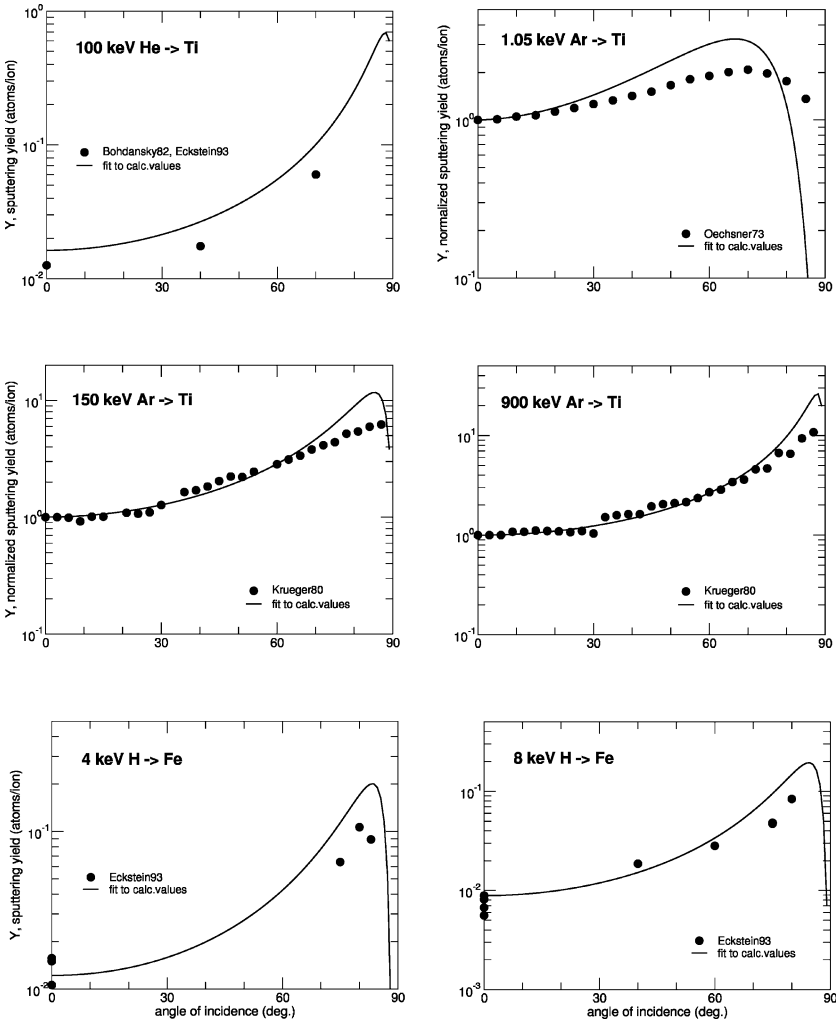 100 keV He -> Ti
Y, sputtering yield (atoms/ion)
10^0
10^-1
10^-2
Bohdansky82, Eckstein93
fit to calc.values
0
30
60
90
1.05 keV Ar -> Ti
Y, normalized sputtering yield (atoms/ion)
10^0
10^-1
Oechsner73
fit to calc.values
0
30
60
90
150 keV Ar -> Ti
Y, normalized sputtering yield (atoms/ion)
10^1
10^0
10^-1
Krueger80
fit to calc.values
0
30
60
90
900 keV Ar -> Ti
10^1
10^0
10^-1
Krueger80
fit to calc.values
0
30
60
90
4 keV H -> Fe
Y, sputtering yield (atoms/ion)
10^-1
10^-2
Eckstein93
fit to calc.values
0
30
60
90
angle of incidence (deg.)
8 keV H -> Fe
10^-1
10^-2
10^-3
Eckstein93
fit to calc.values
0
30
60
90
angle of incidence (deg.)